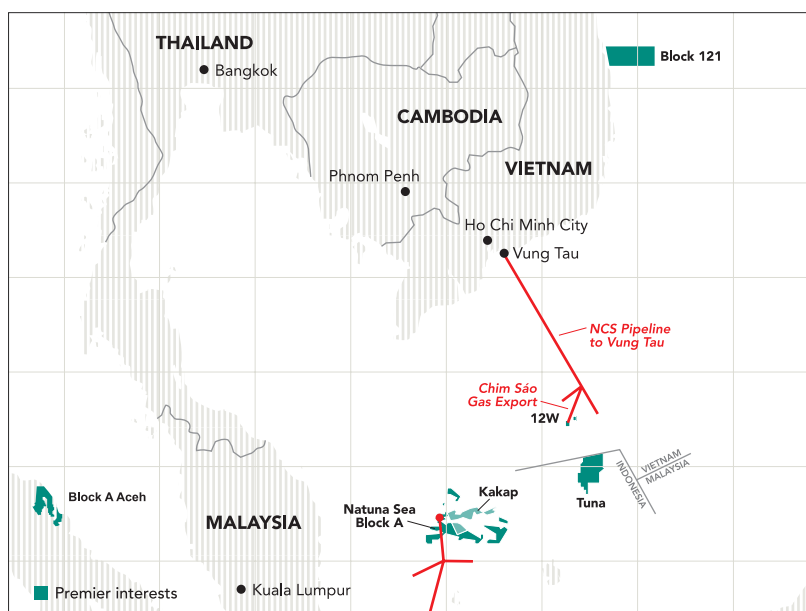 THAILAND
Bangkok
Block 121
CAMBODIA
VIETNAM
Phnom Penh
Ho Chi Minh City
Vung Tau
NCS Pipeline
to Vung Tau
Chim Sáo
Gas Export
12W
INDONESIA
VIETNAM
MALAYSIA
Tuna
Kakap
Natuna Sea
Block A
Block A Aceh
MALAYSIA
Kuala Lumpur
Premier interests